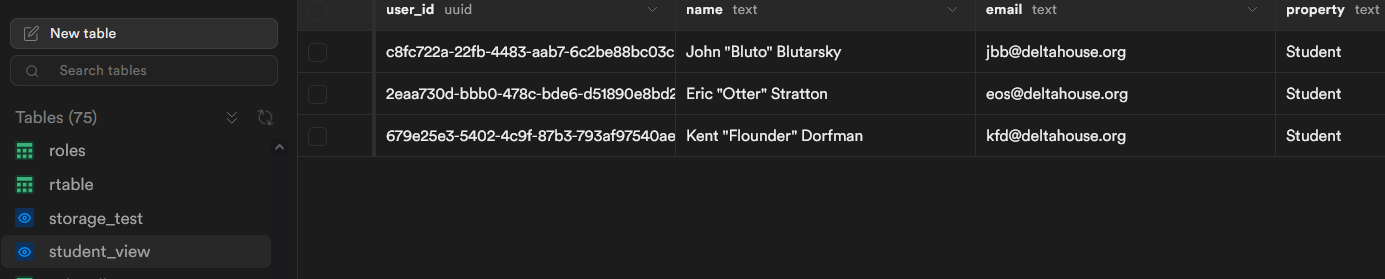 New table
Search tables
Tables (75)
roles
rtable
storage_test
student_view
user_id uuid name text email text property text
c8fc722a-22fb-4483-aab7-6c2be88bc03c John "Bluto" Blutarsky jbb@deltahouse.org Student
2eaa730d-bbb0-478c-bde6-d51890e8bd2 Eric "Otter" Stratton eos@deltahouse.org Student
679e25e3-5402-4c9f-87b3-793af97540ae Kent "Flounder" Dorfman kfd@deltahouse.org Student